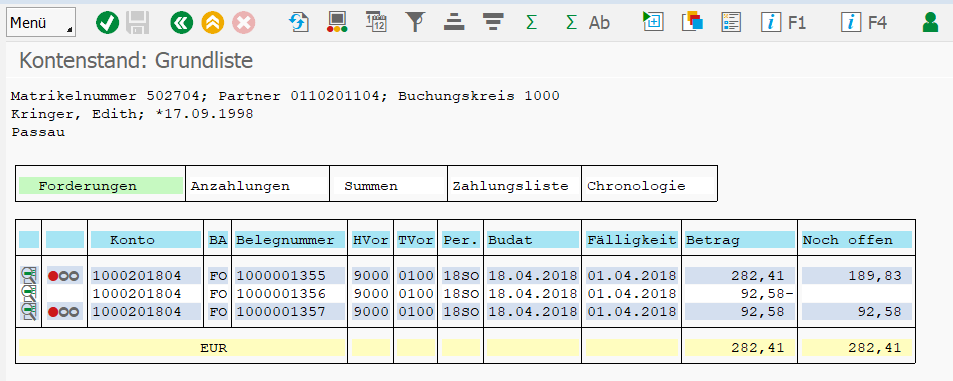 Menü F1 F4
Kontenstand: Grundliste
Matrikelnummer 502704; Partner 0110201104; Buchungskreis 1000
Kringer, Edith; *17.09.1998
Passau
Forderungen Anzahlungen Summen Zahlungsliste Chronologie
Konto BA Belegnummer HVor TVor Per. Budat Fälligkeit Betrag Noch offen
1000201804 FO 1000001355 9000 0100 18SO 18.04.2018 01.04.2018 282,41 189,83
1000201804 FO 1000001356 9000 0100 18SO 18.04.2018 01.04.2018 92,58-
1000201804 FO 1000001357 9000 0100 18SO 18.04.2018 01.04.2018 92,58 92,58
EUR 282,41 282,41